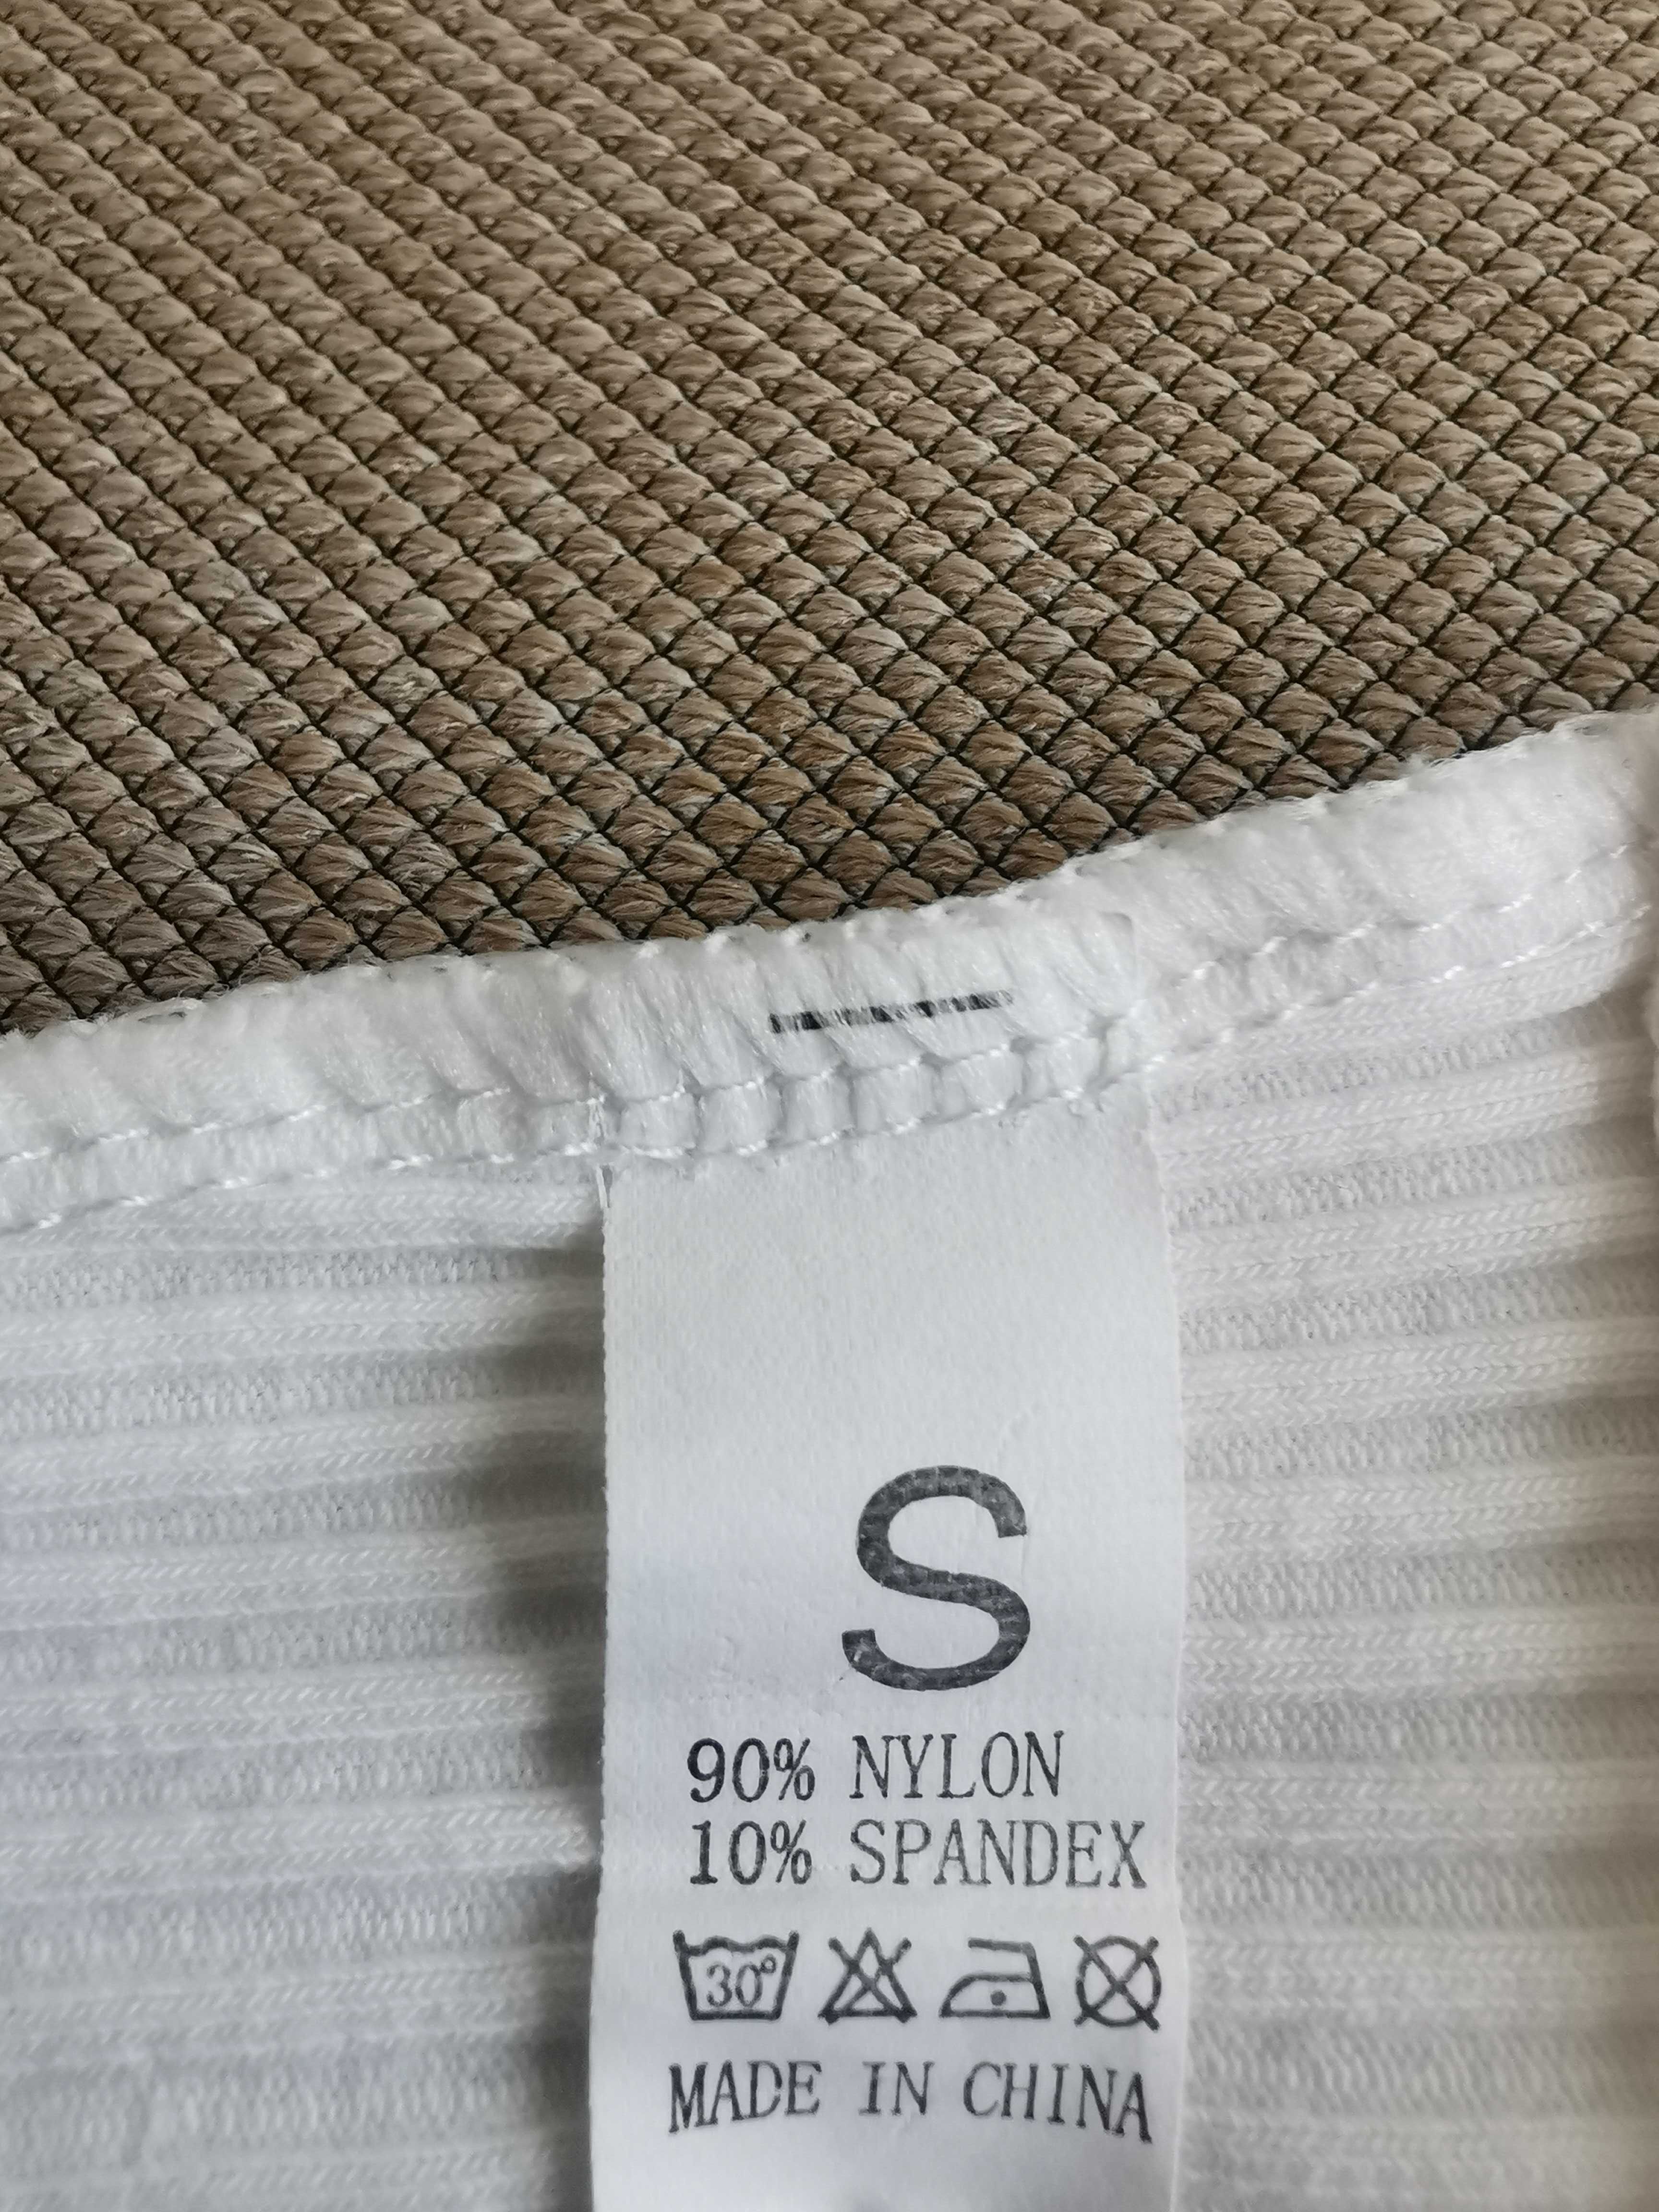 S
90% NYLON
10% SPANDEX
30°
MADE IN CHINA